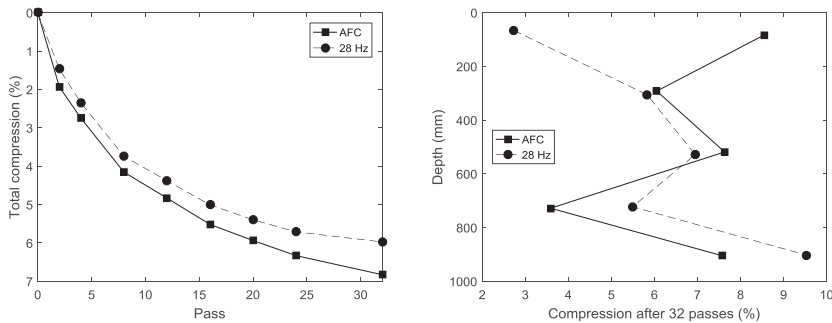 0
1
2
3
4
5
6
7
Total compression (%)
0 5 10 15 20 25 30
Pass
AFC
28 Hz
0
200
400
600
800
1000
Depth (mm)
AFC
28 Hz
2 3 4 5 6 7 8 9 10
Compression after 32 passes (%)